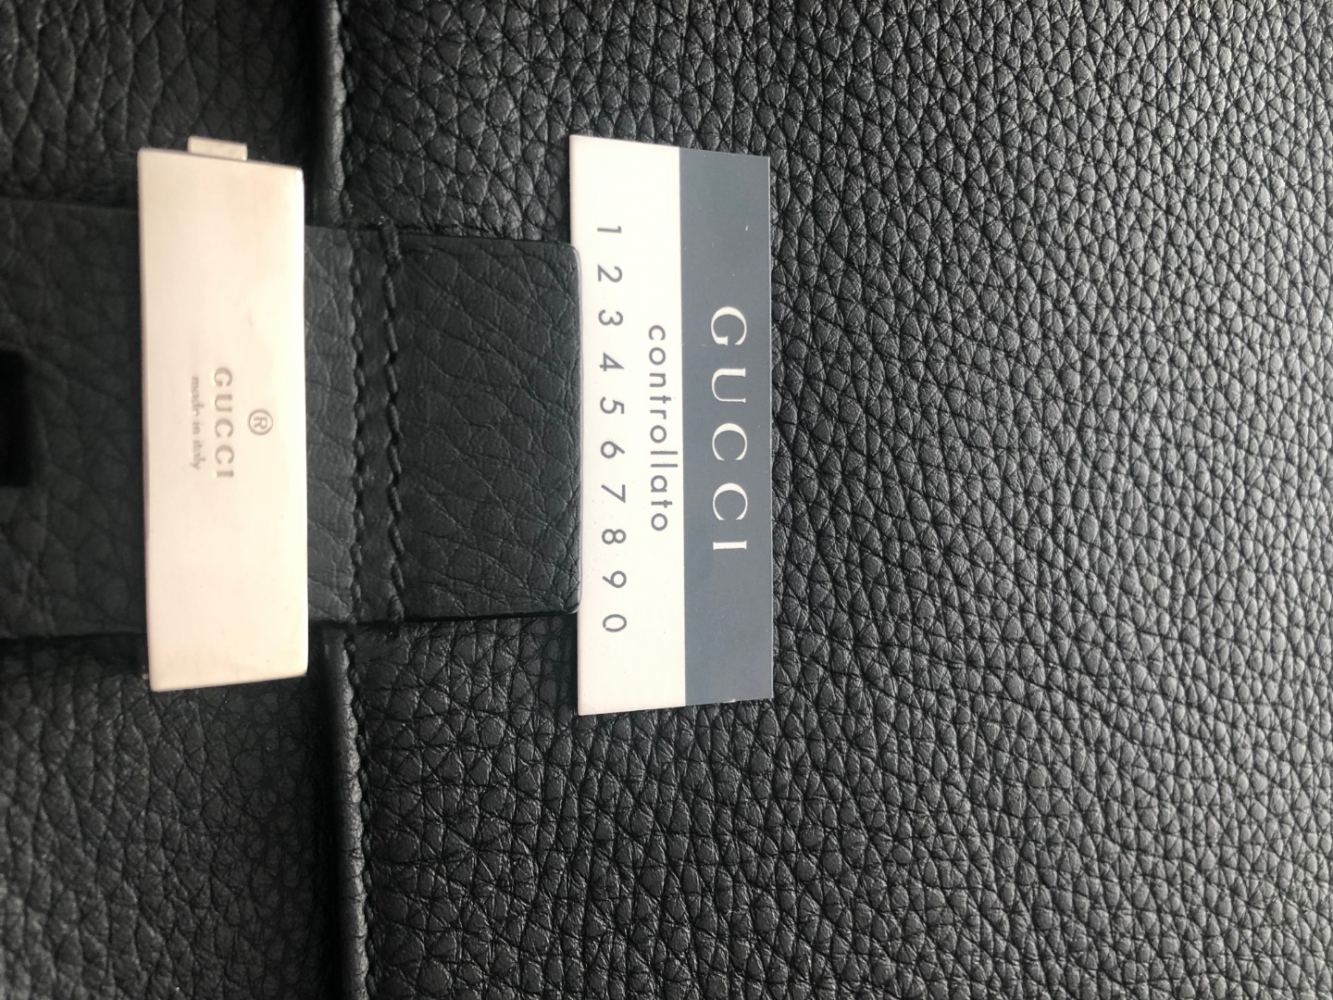 GUCCI
controllato
1 2 3 4 5 6 7 8 9 0
®
GUCCI
made in italy